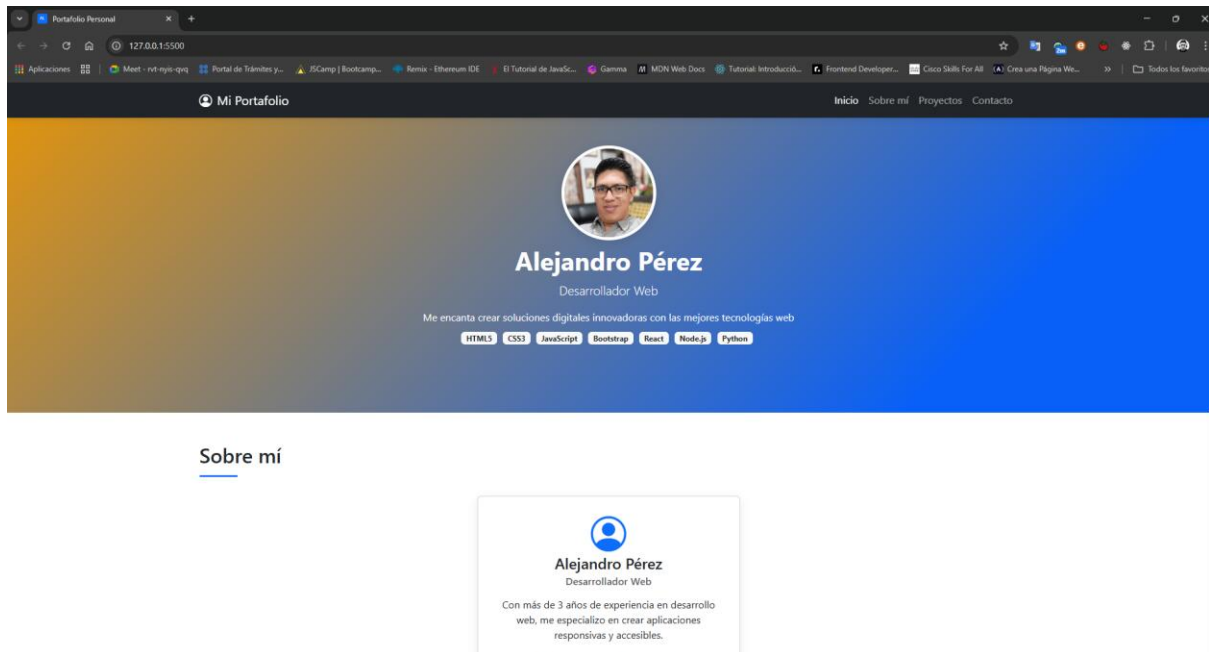 Portafolio Personal
127.0.0.1:5500
Aplicaciones Meet - rvt-nyis-qvq Portal de Trámites y... JSCamp | Bootcamp... Remix - Ethereum IDE El Tutorial de JavaSc... Gamma MDN Web Docs Tutorial: Introducció... Frontend Developer... Cisco Skills For All Crea una Página We... » Todos los favoritos
Mi Portafolio Inicio Sobre mí Proyectos Contacto
Alejandro Pérez
Desarrollador Web
Me encanta crear soluciones digitales innovadoras con las mejores tecnologías web
HTML5 CSS3 JavaScript Bootstrap React Node.js Python
Sobre mí
Alejandro Pérez
Desarrollador Web
Con más de 3 años de experiencia en desarrollo
web, me especializo en crear aplicaciones
responsivas y accesibles.